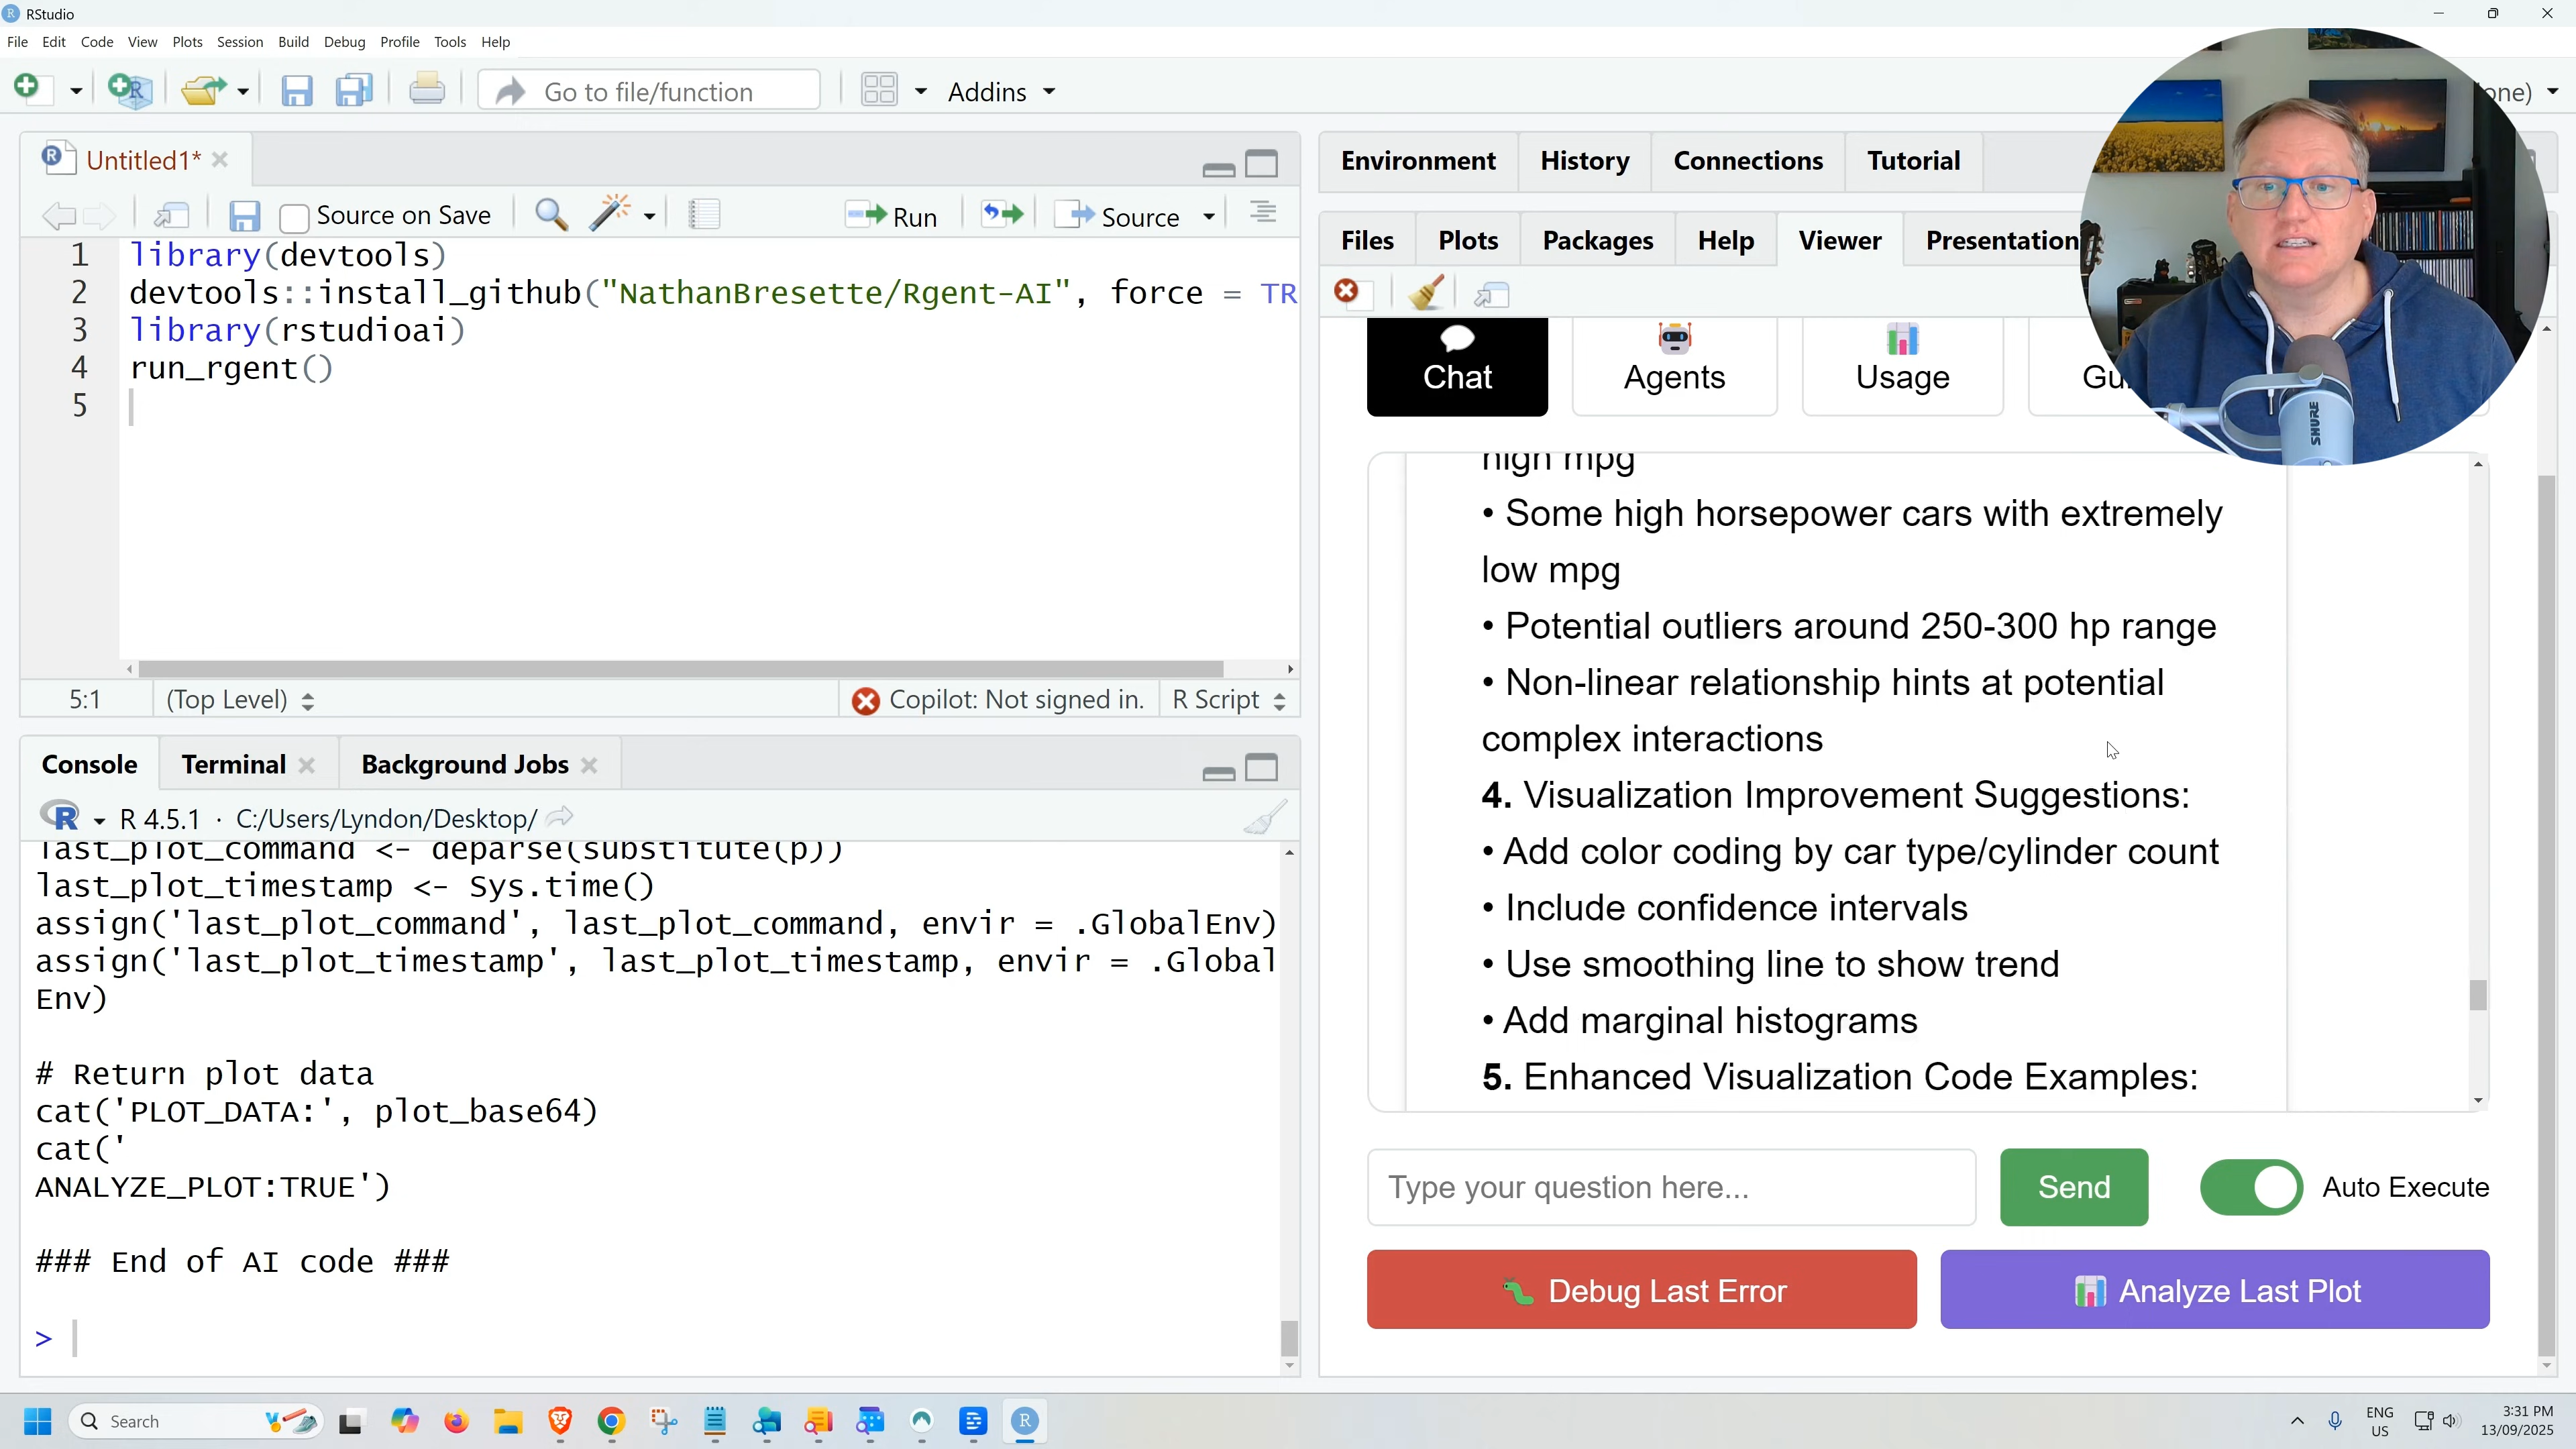 RStudio
File Edit Code View Plots Session Build Debug Profile Tools Help
Go to file/function
Addins
Untitled1*
Source on Save
Run
Source
1 library(devtools)
2 devtools::install_github("NathanBresette/Rgent-AI", force = TR
3 library(rstudioai)
4 run_rgent()
5
5:1 (Top Level)
Copilot: Not signed in.
R Script
Console Terminal Background Jobs
R 4.5.1 · C:/Users/Lyndon/Desktop/
last_plot_command <- deparse(substitute(p))
last_plot_timestamp <- Sys.time()
assign('last_plot_command', last_plot_command, envir = .GlobalEnv)
assign('last_plot_timestamp', last_plot_timestamp, envir = .Global
Env)
# Return plot data
cat('PLOT_DATA:', plot_base64)
cat('
ANALYZE_PLOT:TRUE')
### End of AI code ###
>
Environment History Connections Tutorial
Files Plots Packages Help Viewer Presentation
Chat
Agents
Usage
high mpg
• Some high horsepower cars with extremely
low mpg
• Potential outliers around 250-300 hp range
• Non-linear relationship hints at potential
complex interactions
4. Visualization Improvement Suggestions:
• Add color coding by car type/cylinder count
• Include confidence intervals
• Use smoothing line to show trend
• Add marginal histograms
5. Enhanced Visualization Code Examples:
Type your question here...
Send
Auto Execute
Debug Last Error
Analyze Last Plot
SHURE
Search
ENG
US
3:31 PM
13/09/2025